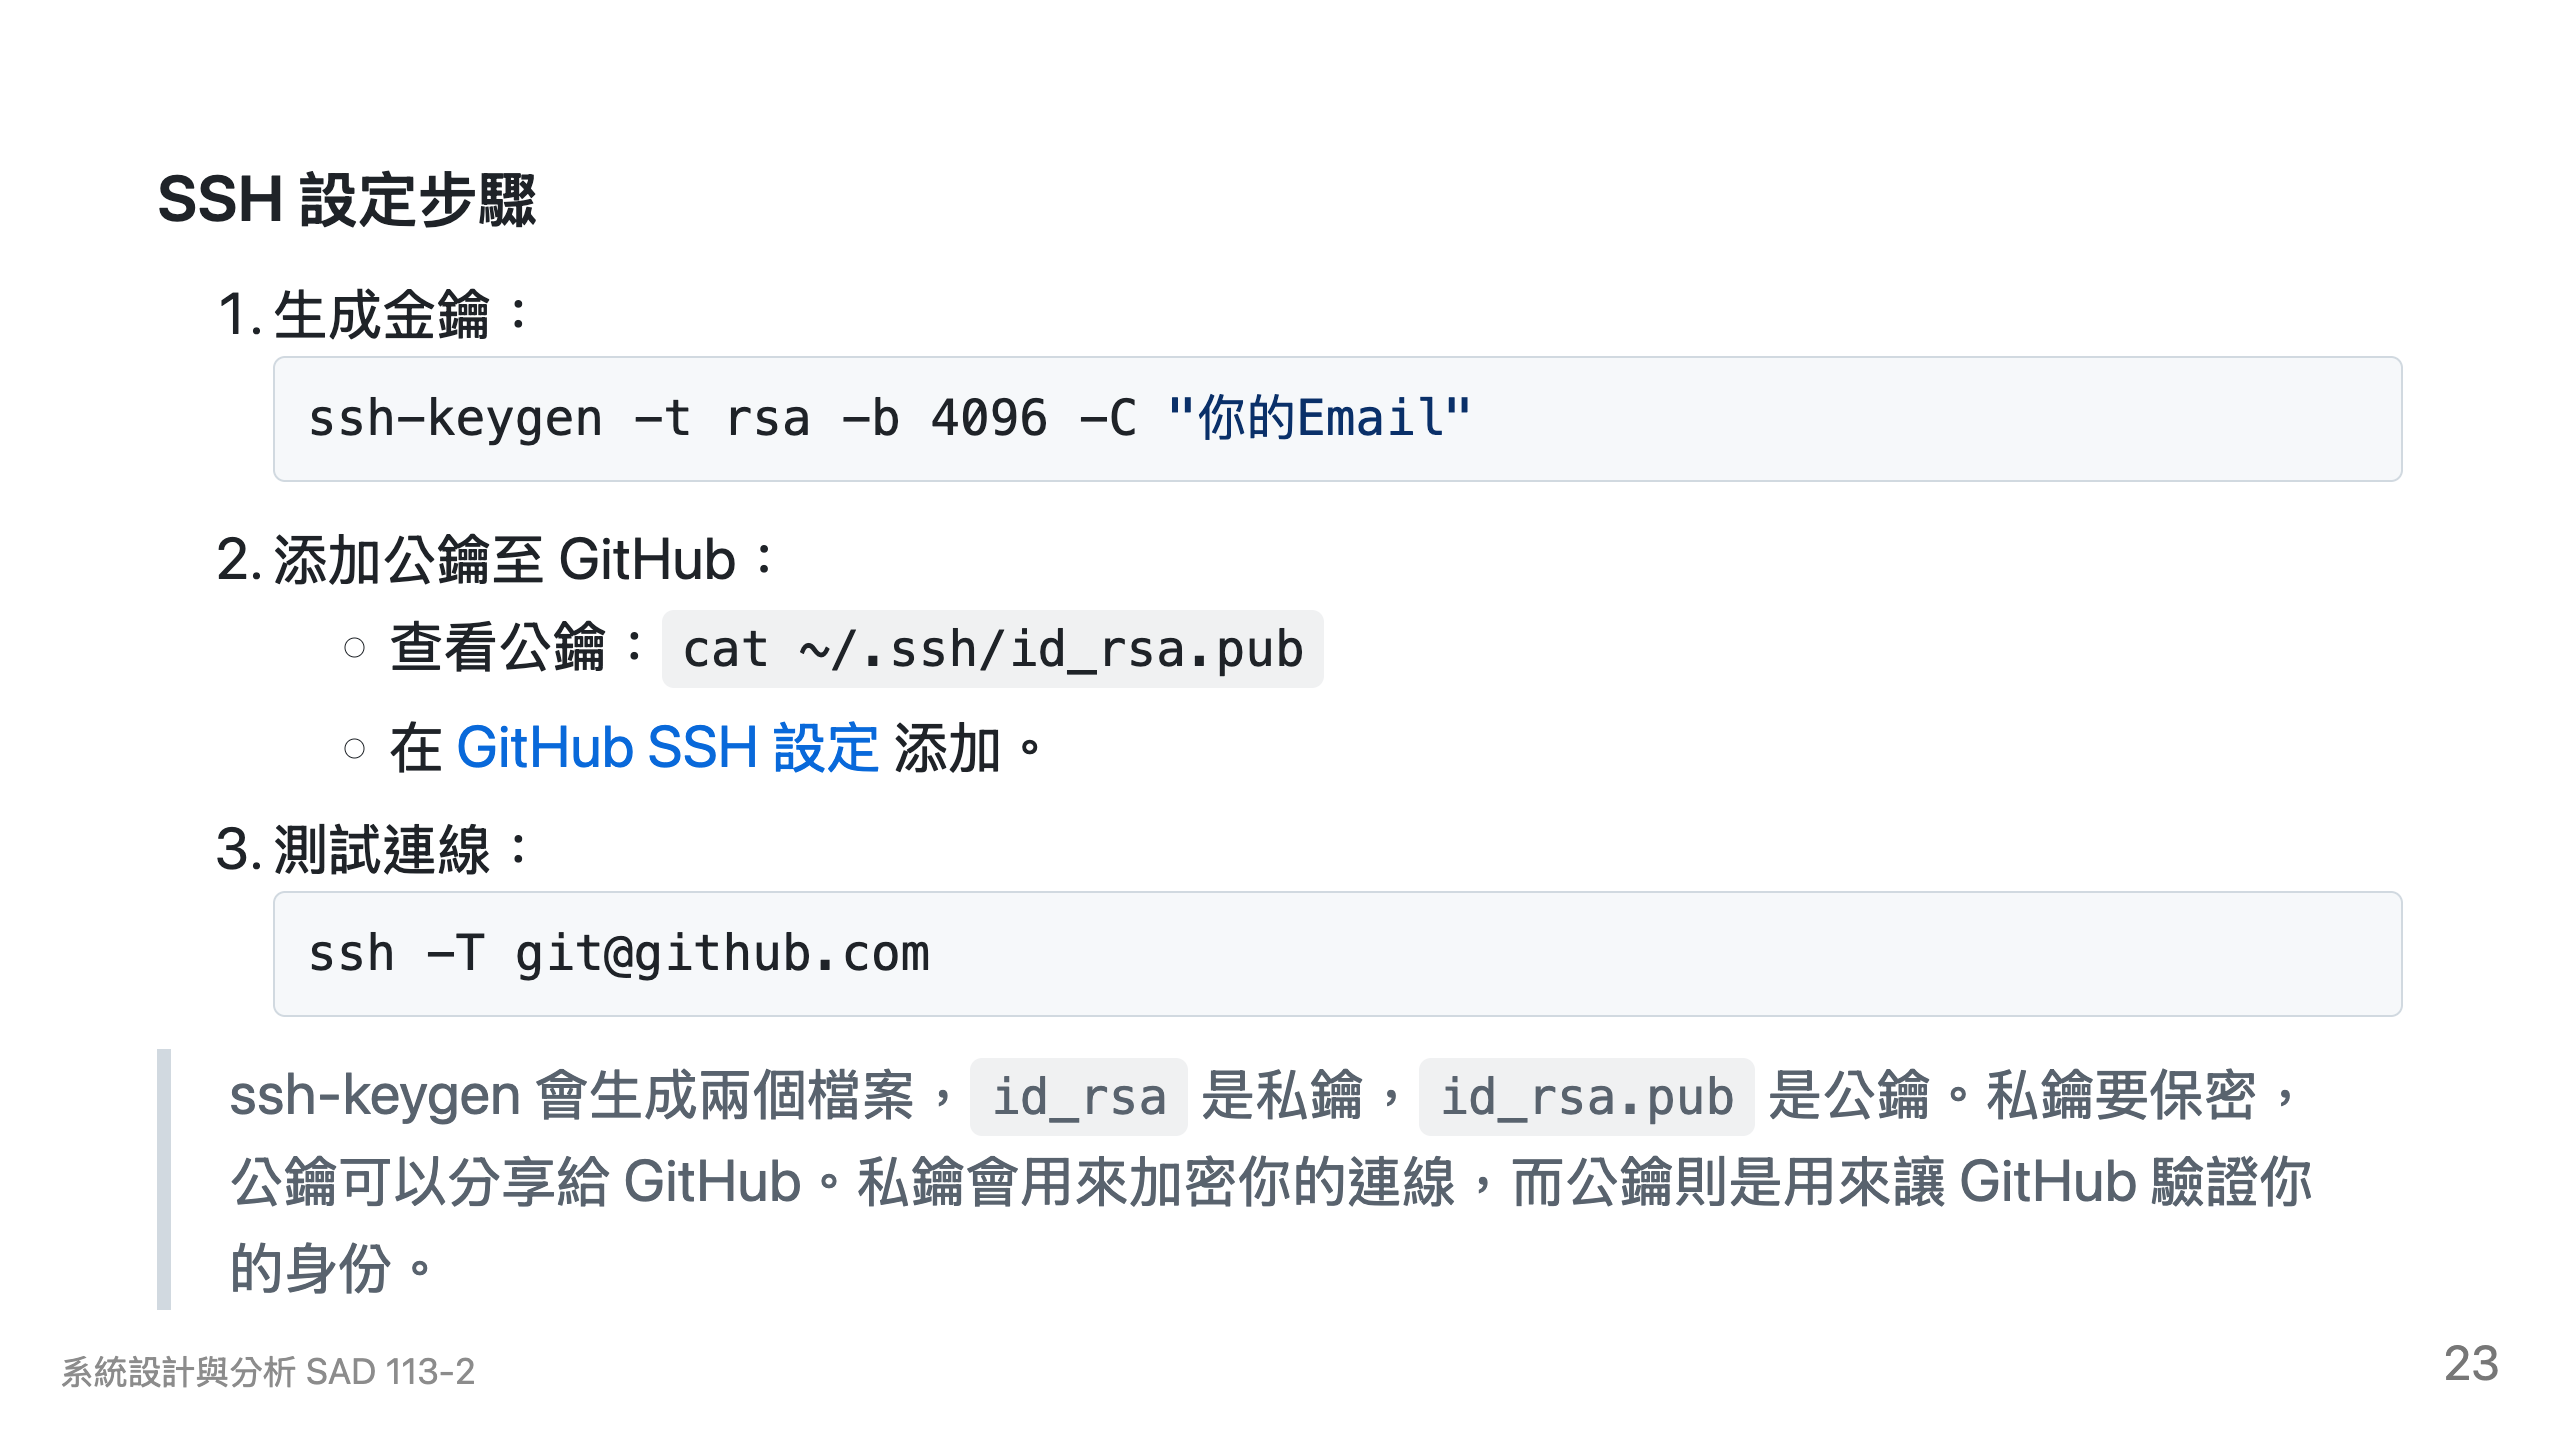 SSH 設定步驟
1. 生成金鑰：
ssh-keygen -t rsa -b 4096 -C "你的Email"
2. 添加公鑰至 GitHub：
查看公鑰：cat ~/.ssh/id_rsa.pub
在 GitHub SSH 設定 添加。
3. 測試連線：
ssh -T git@github.com
ssh-keygen 會生成兩個檔案，id_rsa 是私鑰，id_rsa.pub 是公鑰。私鑰要保密，
公鑰可以分享給 GitHub。私鑰會用來加密你的連線，而公鑰則是用來讓 GitHub 驗證你
的身份。
系統設計與分析 SAD 113-2
23